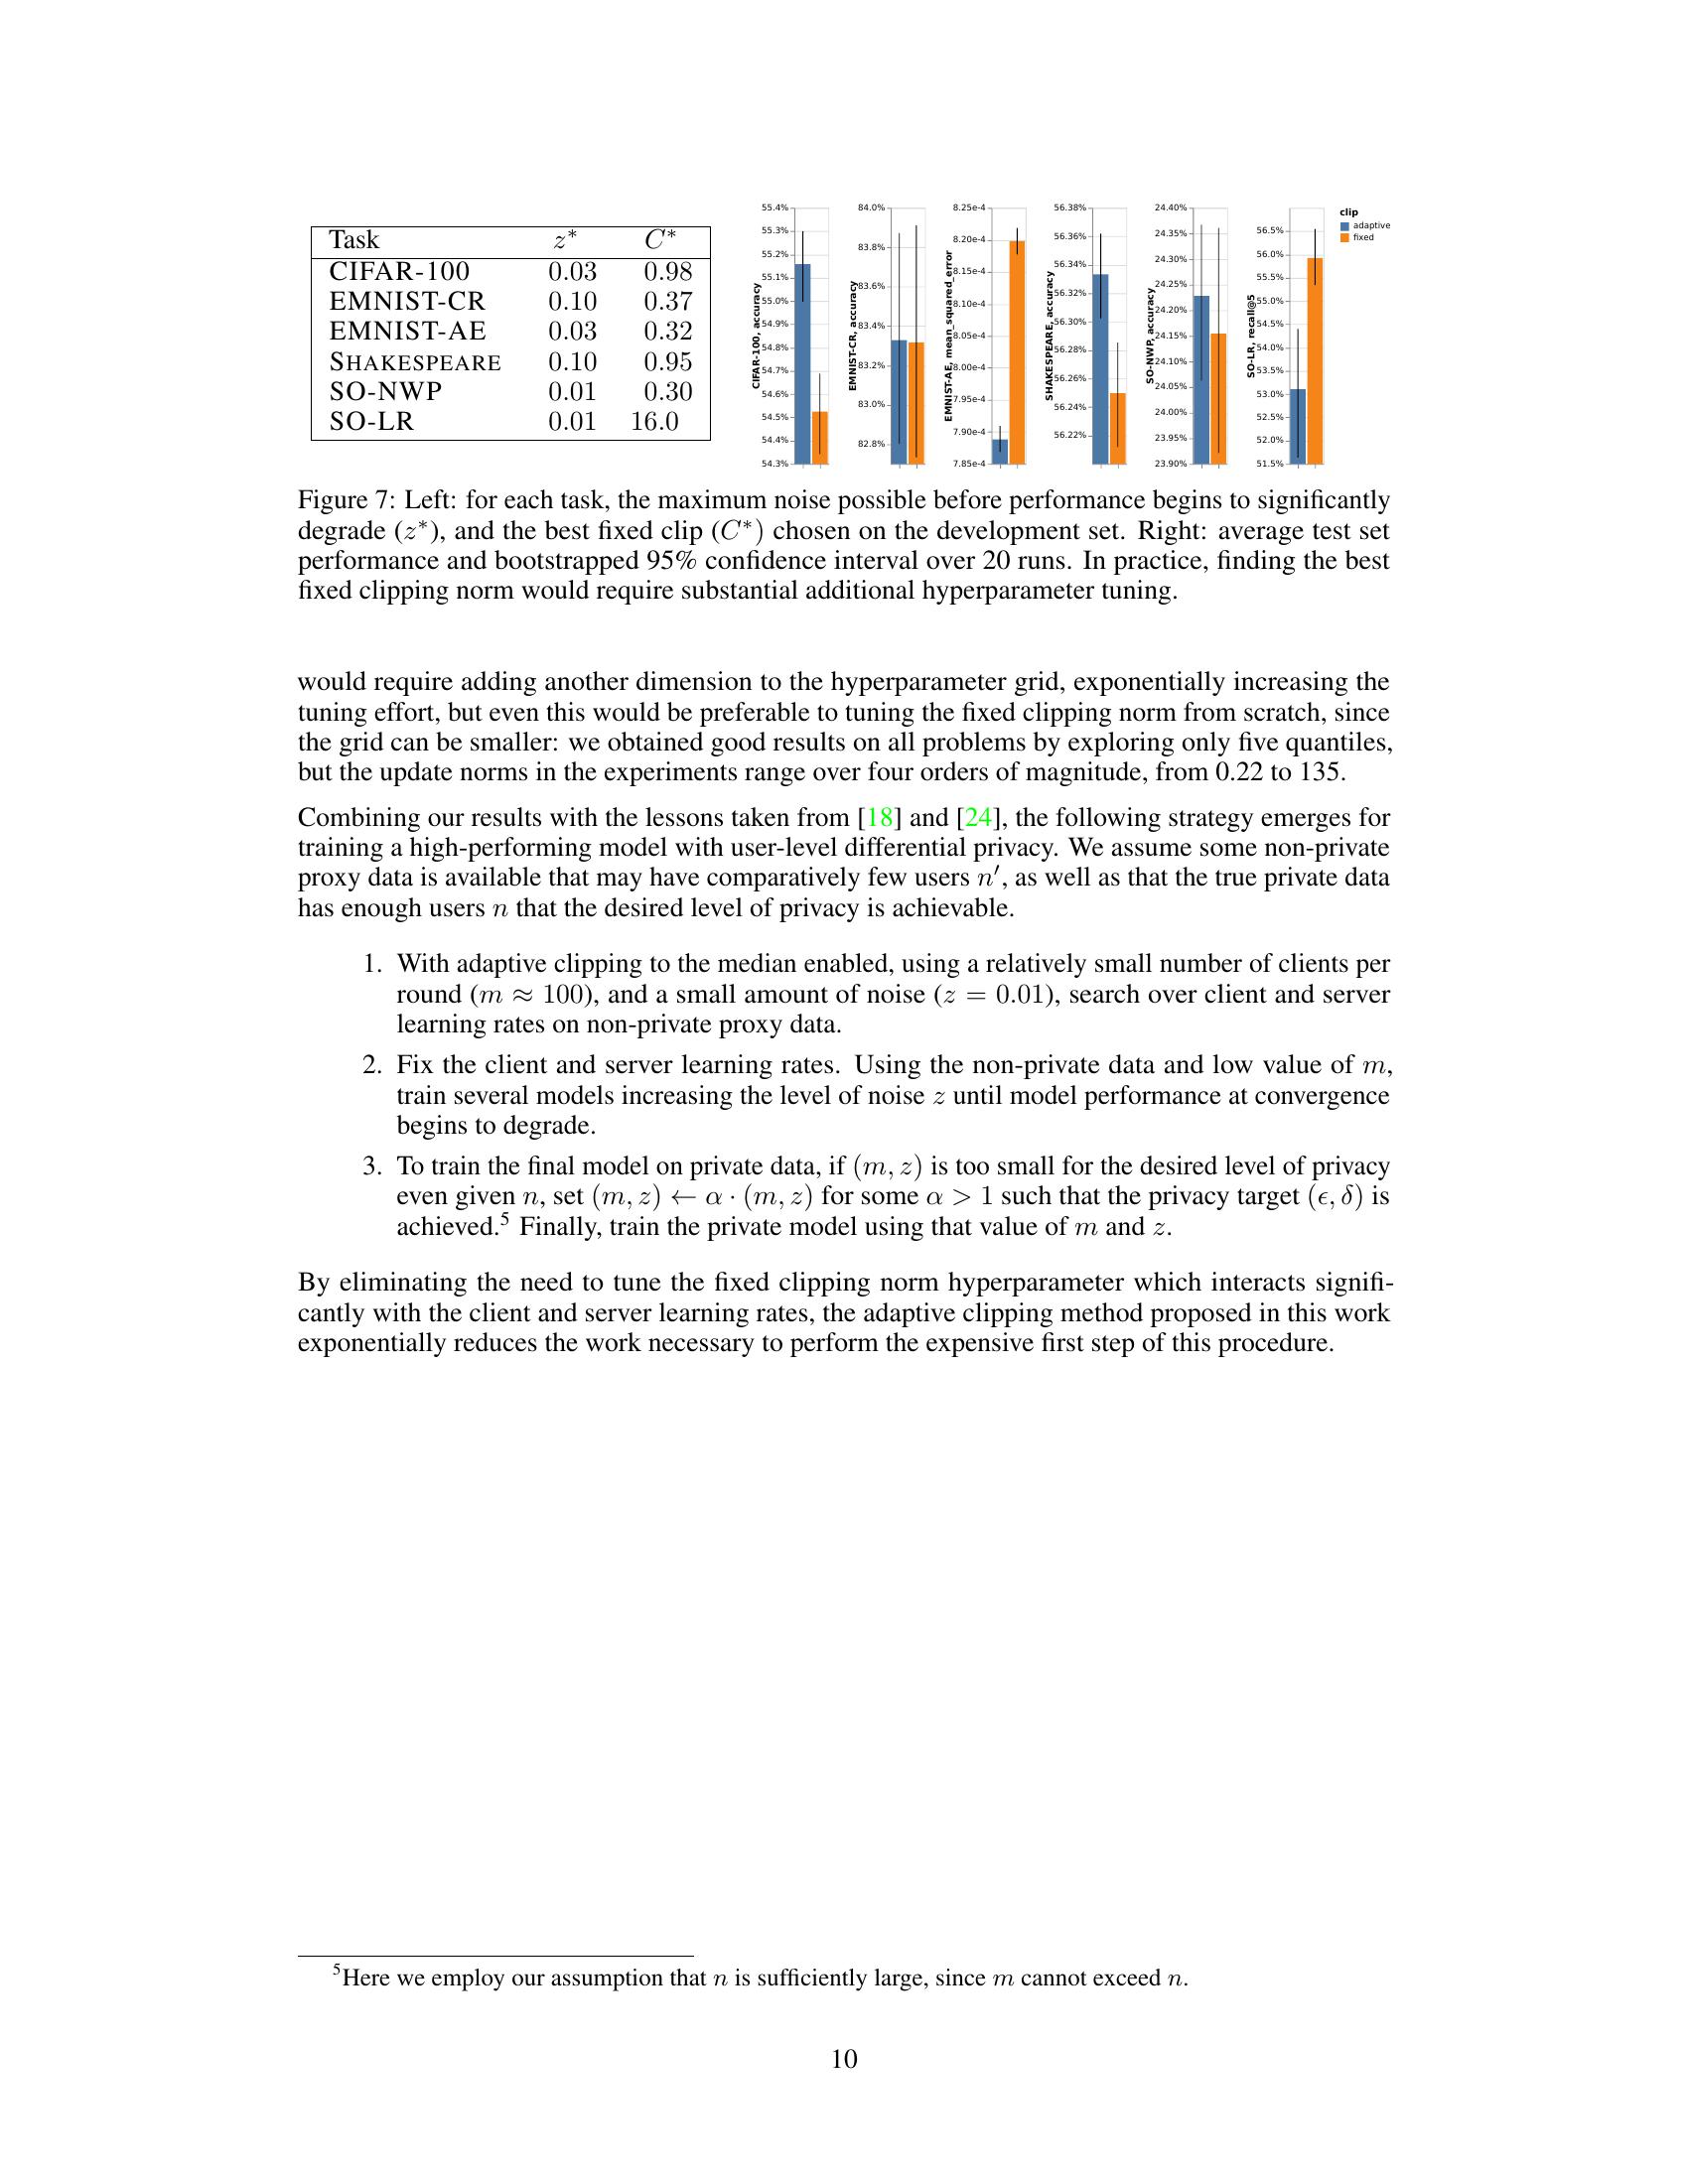 Task z* C*
CIFAR-100 0.03 0.98
EMNIST-CR 0.10 0.37
EMNIST-AE 0.03 0.32
SHAKESPEARE 0.10 0.95
SO-NWP 0.01 0.30
SO-LR 0.01 16.0
CIFAR-100, accuracy
55.4%
55.3%
55.2%
55.1%
55.0%
54.9%
54.8%
54.7%
54.6%
54.5%
54.4%
54.3%
EMNIST-CR, accuracy
84.0%
83.8%
83.6%
83.4%
83.2%
83.0%
82.8%
EMNIST-AE, mean_squared_error
8.25e-4
8.20e-4
8.15e-4
8.10e-4
8.05e-4
8.00e-4
7.95e-4
7.90e-4
7.85e-4
SHAKESPEARE, accuracy
56.38%
56.36%
56.34%
56.32%
56.30%
56.28%
56.26%
56.24%
56.22%
SO-NWP, accuracy
24.40%
24.35%
24.30%
24.25%
24.20%
24.15%
24.10%
24.05%
24.00%
23.95%
23.90%
SO-LR, recall@5
56.5%
56.0%
55.5%
55.0%
54.5%
54.0%
53.5%
53.0%
52.5%
52.0%
51.5%
clip
adaptive
fixed
Figure 7: Left: for each task, the maximum noise possible before performance begins to significantly
degrade (z*), and the best fixed clip (C*) chosen on the development set. Right: average test set
performance and bootstrapped 95% confidence interval over 20 runs. In practice, finding the best
fixed clipping norm would require substantial additional hyperparameter tuning.
would require adding another dimension to the hyperparameter grid, exponentially increasing the
tuning effort, but even this would be preferable to tuning the fixed clipping norm from scratch, since
the grid can be smaller: we obtained good results on all problems by exploring only five quantiles,
but the update norms in the experiments range over four orders of magnitude, from 0.22 to 135.
Combining our results with the lessons taken from [18] and [24], the following strategy emerges for
training a high-performing model with user-level differential privacy. We assume some non-private
proxy data is available that may have comparatively few users n′, as well as that the true private data
has enough users n that the desired level of privacy is achievable.
1. With adaptive clipping to the median enabled, using a relatively small number of clients per
round (m ≈ 100), and a small amount of noise (z = 0.01), search over client and server
learning rates on non-private proxy data.
2. Fix the client and server learning rates. Using the non-private data and low value of m,
train several models increasing the level of noise z until model performance at convergence
begins to degrade.
3. To train the final model on private data, if (m, z) is too small for the desired level of privacy
even given n, set (m, z) ← α · (m, z) for some α > 1 such that the privacy target (ϵ, δ) is
achieved.⁵ Finally, train the private model using that value of m and z.
By eliminating the need to tune the fixed clipping norm hyperparameter which interacts signifi-
cantly with the client and server learning rates, the adaptive clipping method proposed in this work
exponentially reduces the work necessary to perform the expensive first step of this procedure.
⁵Here we employ our assumption that n is sufficiently large, since m cannot exceed n.
10